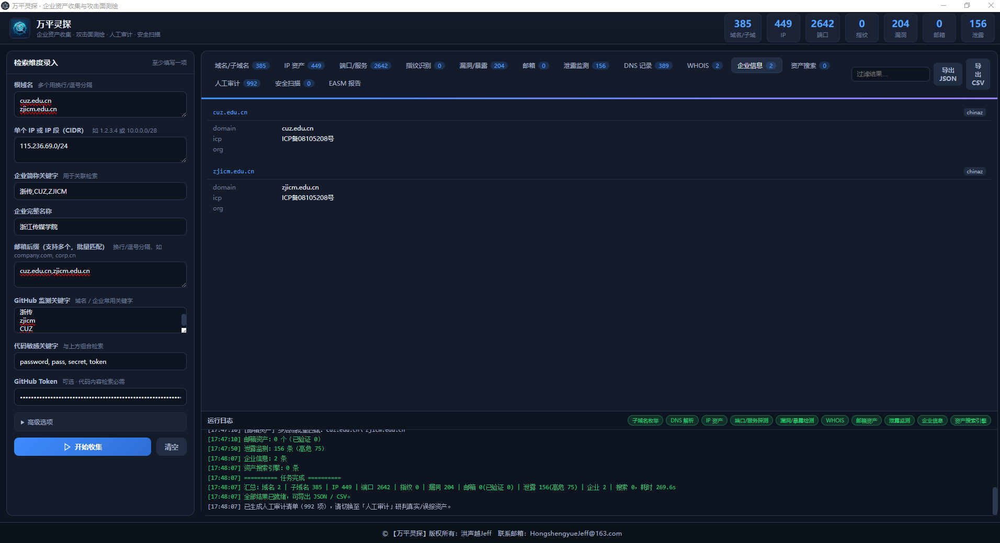 万平灵探 · 企业资产收集与攻击面测绘
万平灵探
企业资产收集 · 攻击面测绘 · 人工审计 · 安全扫描
385 449 2642 0 204 0 156
域名/子域 IP 端口 指纹 漏洞 邮箱 泄露
检索维度录入 至少填写一项
根域名 多个用换行/逗号分隔
cuz.edu.cn
zjicm.edu.cn
单个 IP 或 IP 段（CIDR） 如 1.2.3.4 或 10.0.0.0/28
115.236.69.0/24
企业简称关键字 用于关联检索
浙传,CUZ,ZJICM
企业完整名称
浙江传媒学院
邮箱后缀（支持多个，批量匹配） 换行/逗号分隔，如
company.com, corp.cn
cuz.edu.cn,zjicm.edu.cn
GitHub 监测关键字 域名 / 企业常用关键字
浙传
zjicm
CUZ
代码敏感关键字 与上方组合检索
password, pass, secret, token
GitHub Token 可选 · 代码内容检索必需
▶ 高级选项
开始收集 清空
域名/子域名 385 IP 资产 449 端口/服务 2642 指纹识别 0 漏洞/暴露 204 邮箱 0 泄露监测 156 DNS 记录 389 WHOIS 2 企业信息 2 资产搜索 0
人工审计 992 安全扫描 0 EASM 报告
过滤结果...
导出 JSON
导出 CSV
cuz.edu.cn chinaz
domain cuz.edu.cn
icp ICP备08105208号
org
zjicm.edu.cn chinaz
domain zjicm.edu.cn
icp ICP备08105208号
org
运行日志 子域名枚举 DNS 解析 IP 资产 端口/服务探测 漏洞/暴露检测 WHOIS 邮箱资产 泄露监测 企业信息 资产搜索引擎
[17:47:10] [邮箱资产] 多后缀批量匹配: cuz.edu.cn、zjicm.edu.cn
[17:47:10] 邮箱资产: 0 个（已验证 0）
[17:47:50] 泄露监测: 156 条（高危 75）
[17:48:07] 企业信息: 2 条
[17:48:07] 资产搜索引擎: 0 条
[17:48:07] ========== 任务完成 ==========
[17:48:07] 汇总: 域名 2 | 子域名 385 | IP 449 | 端口 2642 | 指纹 0 | 漏洞 204 | 邮箱 0(已验证 0) | 泄露 156(高危 75) | 企业 2 | 搜索 0，耗时 269.6s
[17:48:07] 全部结果已就绪，可导出 JSON / CSV。
[17:48:07] 已生成人工审计清单（992 项），请切换至「人工审计」研判真实/误报资产。
© 【万平灵探】版权所有：洪声越Jeff 联系邮箱：HongshengyueJeff@163.com